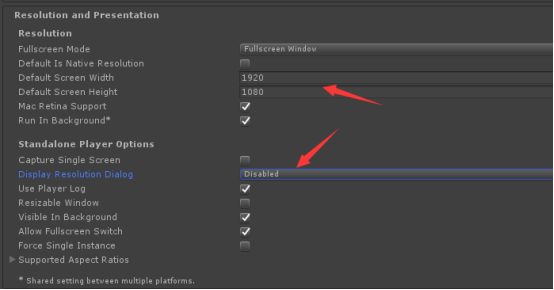 Resolution and Presentation
Resolution
Fullscreen Mode Fullscreen Window
Default Is Native Resolution
Default Screen Width 1920
Default Screen Height 1080
Mac Retina Support
Run In Background*
Standalone Player Options
Capture Single Screen
Display Resolution Dialog Disabled
Use Player Log
Resizable Window
Visible In Background
Allow Fullscreen Switch
Force Single Instance
Supported Aspect Ratios
* Shared setting between multiple platforms.